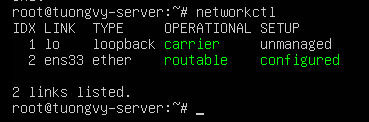 root@tuongvy-server:~# networkctl
IDX LINK TYPE OPERATIONAL SETUP
1 lo loopback carrier unmanaged
2 ens33 ether routable configured
2 links listed.
root@tuongvy-server:~# _